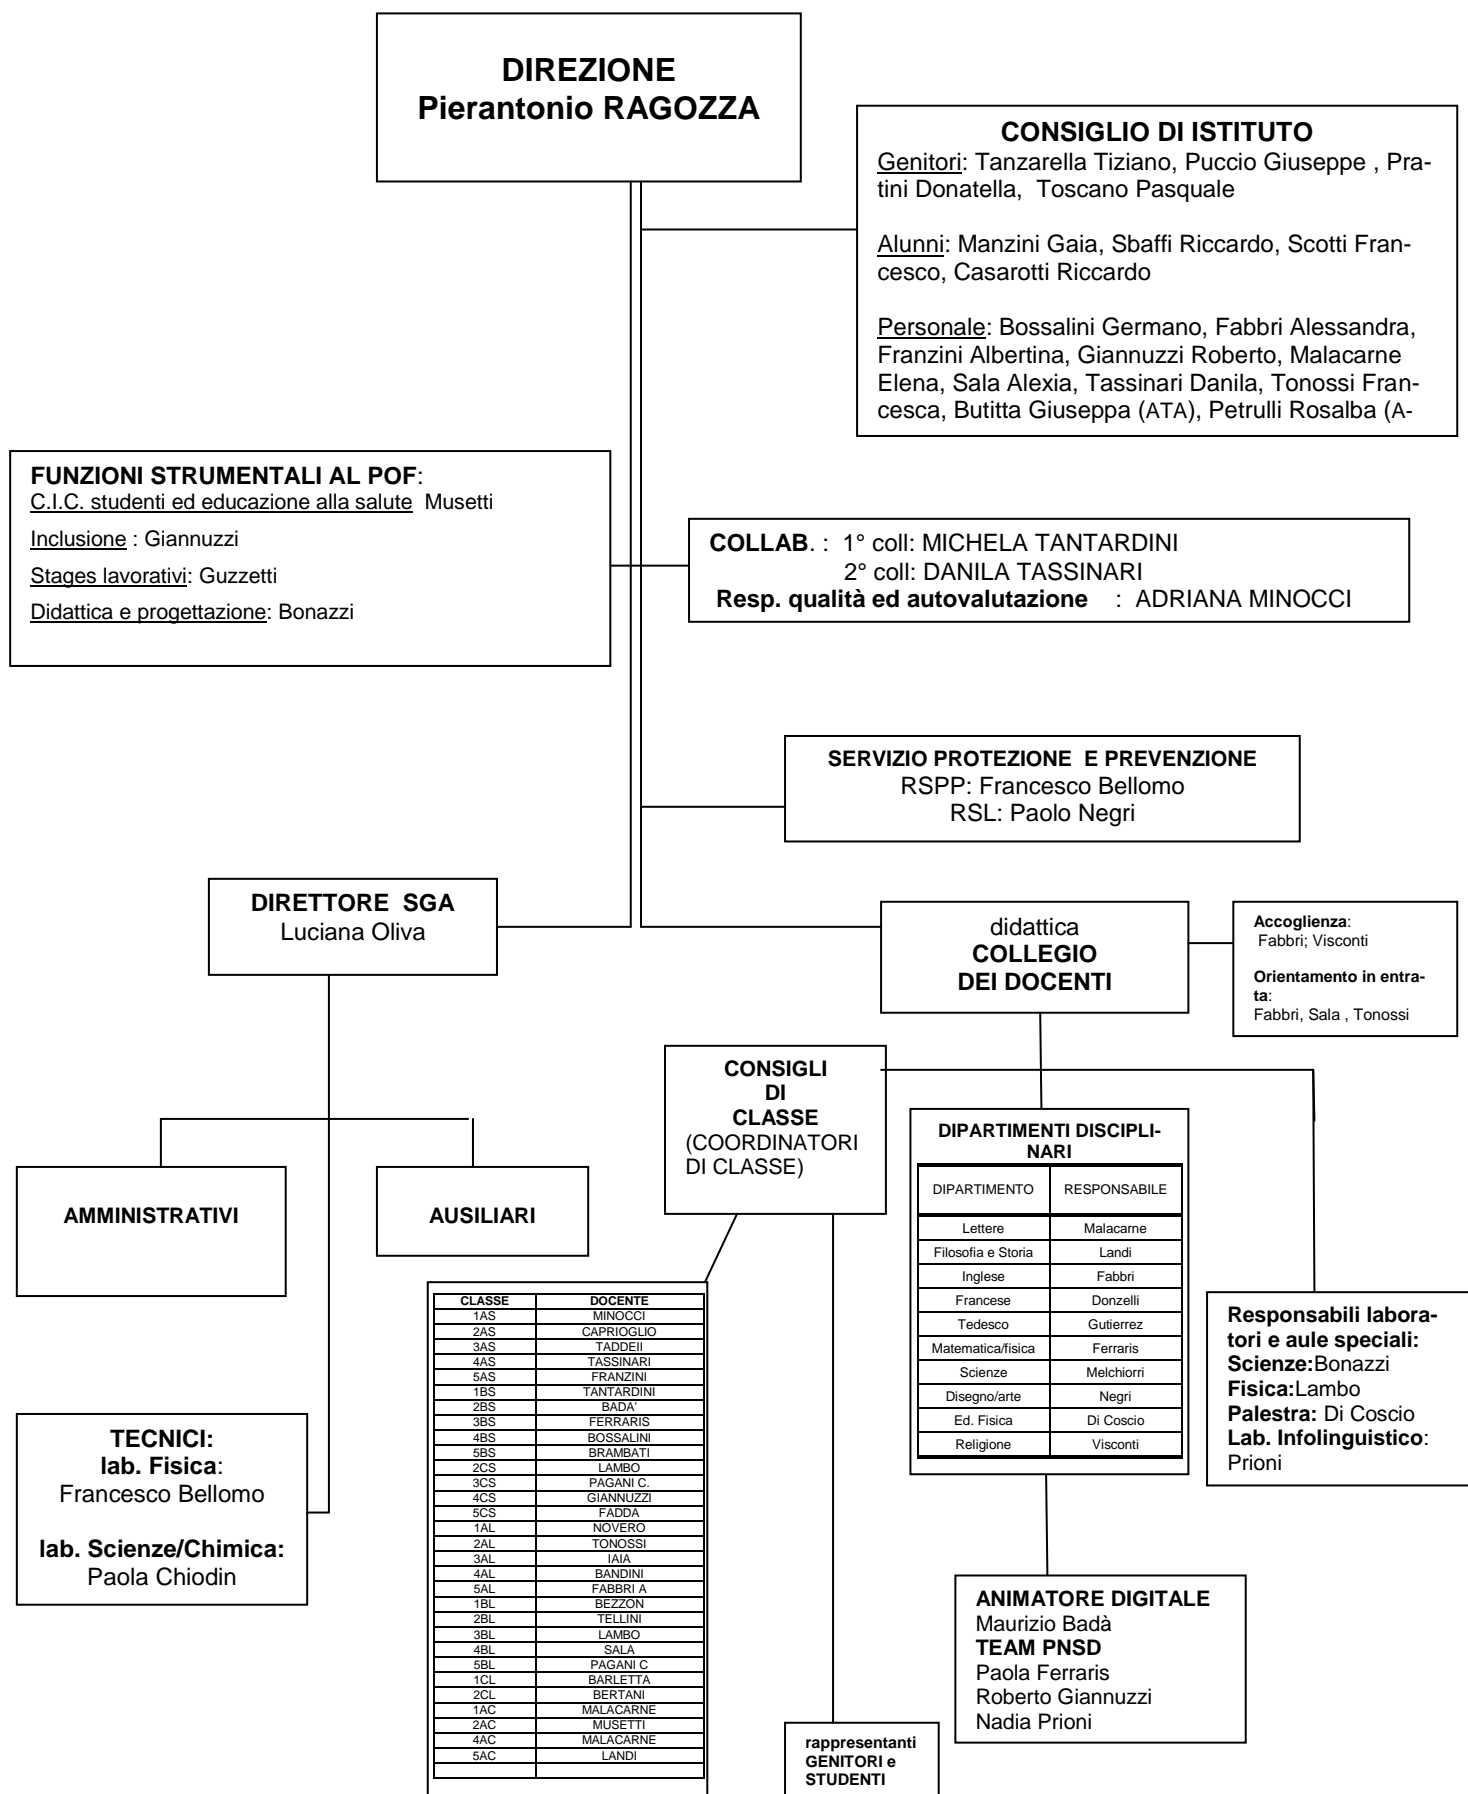 DIREZIONE
Pierantonio RAGOZZA
CONSIGLIO DI ISTITUTO
Genitori: Tanzarella Tiziano, Puccio Giuseppe , Pra-
tini Donatella, Toscano Pasquale
Alunni: Manzini Gaia, Sbaffi Riccardo, Scotti Fran-
cesco, Casarotti Riccardo
Personale: Bossalini Germano, Fabbri Alessandra,
Franzini Albertina, Giannuzzi Roberto, Malacarne
Elena, Sala Alexia, Tassinari Danila, Tonossi Fran-
cesca, Butitta Giuseppa (ATA), Petrulli Rosalba (A-
FUNZIONI STRUMENTALI AL POF:
C.I.C. studenti ed educazione alla salute Musetti
Inclusione : Giannuzzi
Stages lavorativi: Guzzetti
Didattica e progettazione: Bonazzi
COLLAB. : 1° coll: MICHELA TANTARDINI
2° coll: DANILA TASSINARI
Resp. qualità ed autovalutazione : ADRIANA MINOCCI
SERVIZIO PROTEZIONE E PREVENZIONE
RSPP: Francesco Bellomo
RSL: Paolo Negri
DIRETTORE SGA
Luciana Oliva
didattica
COLLEGIO
DEI DOCENTI
Accoglienza:
Fabbri; Visconti
Orientamento in entra-
ta:
Fabbri, Sala , Tonossi
CONSIGLI
DI
CLASSE
(COORDINATORI
DI CLASSE)
DIPARTIMENTI DISCIPLI-
NARI
DIPARTIMENTO RESPONSABILE
Lettere Malacarne
Filosofia e Storia Landi
Inglese Fabbri
Francese Donzelli
Tedesco Gutierrez
Matematica/fisica Ferraris
Scienze Melchiorri
Disegno/arte Negri
Ed. Fisica Di Coscio
Religione Visconti
AMMINISTRATIVI
AUSILIARI
CLASSE DOCENTE
1AS MINOCCI
2AS CAPRIOGLIO
3AS TADDEII
4AS TASSINARI
5AS FRANZINI
1BS TANTARDINI
2BS BADA'
3BS FERRARIS
4BS BOSSALINI
5BS BRAMBATI
2CS LAMBO
3CS PAGANI C.
4CS GIANNUZZI
5CS FADDA
1AL NOVERO
2AL TONOSSI
3AL IAIA
4AL BANDINI
5AL FABBRI A
1BL BEZZON
2BL TELLINI
3BL LAMBO
4BL SALA
5BL PAGANI C
1CL BARLETTA
2CL BERTANI
1AC MALACARNE
2AC MUSETTI
4AC MALACARNE
5AC LANDI
Responsabili labora-
tori e aule speciali:
Scienze:Bonazzi
Fisica:Lambo
Palestra: Di Coscio
Lab. Infolinguistico:
Prioni
TECNICI:
lab. Fisica:
Francesco Bellomo
lab. Scienze/Chimica:
Paola Chiodin
ANIMATORE DIGITALE
Maurizio Badà
TEAM PNSD
Paola Ferraris
Roberto Giannuzzi
Nadia Prioni
rappresentanti
GENITORI e
STUDENTI